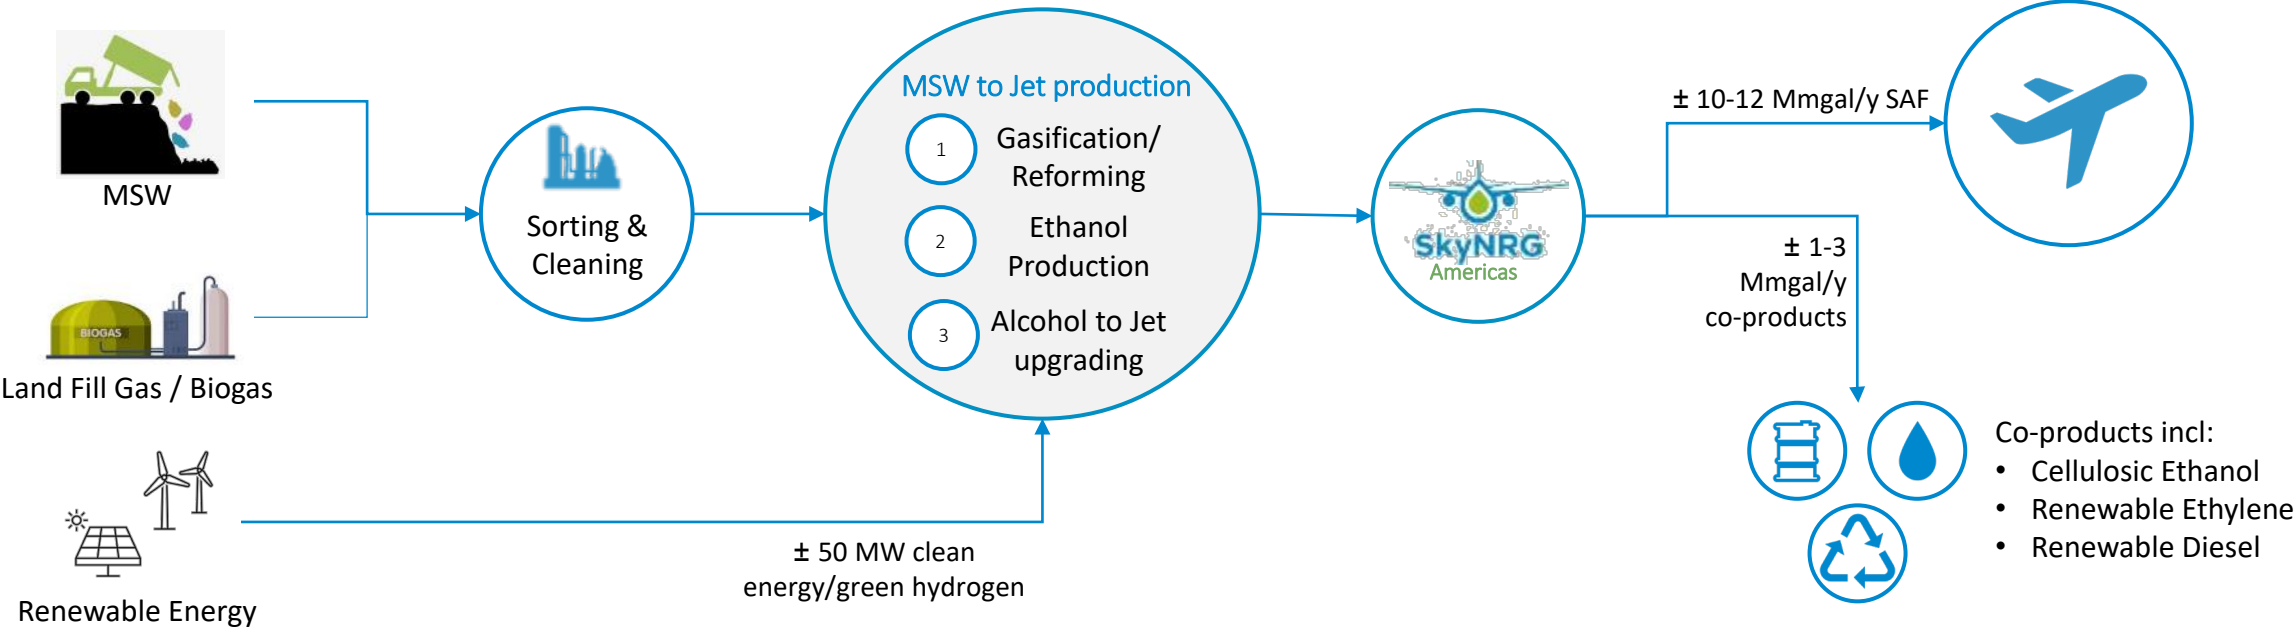 MSW
BIOGAS
Land Fill Gas / Biogas
Renewable Energy
Sorting &
Cleaning
MSW to Jet production
1
Gasification/
Reforming
2
Ethanol
Production
3
Alcohol to Jet
upgrading
± 50 MW clean
energy/green hydrogen
SkyNRG
Americas
± 10-12 Mmgal/y SAF
± 1-3
Mmgal/y
co-products
Co-products incl:
• Cellulosic Ethanol
• Renewable Ethylene
• Renewable Diesel